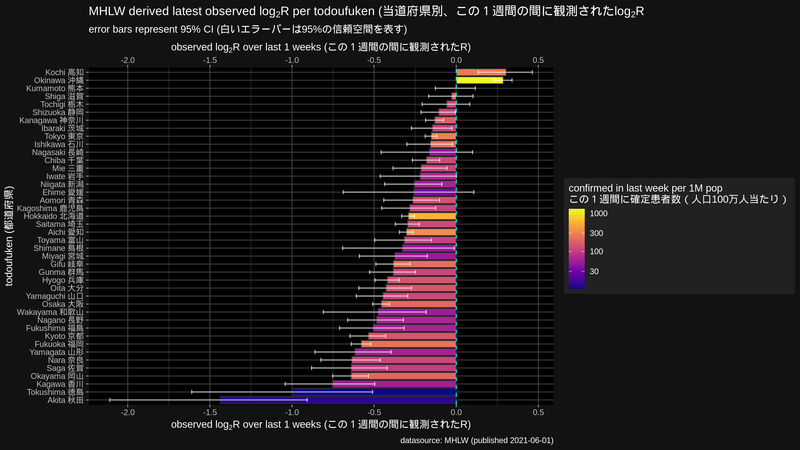 MHLW derived latest observed log₂R per todoufuken (当道府県別、この１週間の間に観測されたlog₂R
error bars represent 95% CI (白いエラーバーは95%の信頼空間を表す)
observed log₂R over last 1 weeks (この１週間の間に観測されたR)
-2.0 -1.5 -1.0 -0.5 0.0 0.5
todoufuken (都道府県)
Kochi 高知
Okinawa 沖縄
Kumamoto 熊本
Shiga 滋賀
Tochigi 栃木
Shizuoka 静岡
Kanagawa 神奈川
Ibaraki 茨城
Tokyo 東京
Ishikawa 石川
Nagasaki 長崎
Chiba 千葉
Mie 三重
Iwate 岩手
Niigata 新潟
Ehime 愛媛
Aomori 青森
Kagoshima 鹿児島
Hokkaido 北海道
Saitama 埼玉
Aichi 愛知
Toyama 富山
Shimane 島根
Miyagi 宮城
Gifu 岐阜
Gunma 群馬
Hyogo 兵庫
Oita 大分
Yamaguchi 山口
Osaka 大阪
Wakayama 和歌山
Nagano 長野
Fukushima 福島
Kyoto 京都
Fukuoka 福岡
Yamagata 山形
Nara 奈良
Saga 佐賀
Okayama 岡山
Kagawa 香川
Tokushima 徳島
Akita 秋田
-2.0 -1.5 -1.0 -0.5 0.0 0.5
observed log₂R over last 1 weeks (この１週間の間に観測されたR)
confirmed in last week per 1M pop
この１週間に確定患者数（人口100万人当たり）
1000
300
100
30
datasource: MHLW (published 2021-06-01)